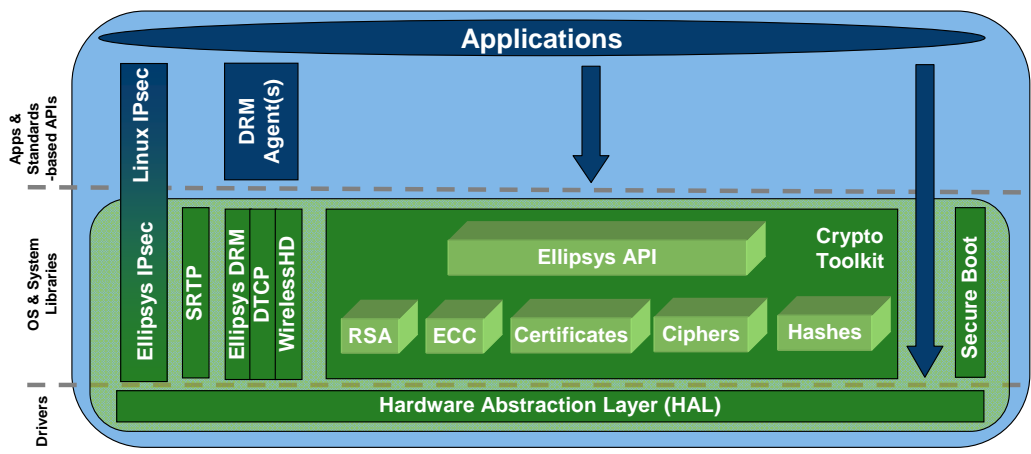 Applications
Apps &
Standards
-based APIs
Linux IPsec
DRM
Agent(s)
OS & System
Libraries
Ellipsys IPsec
SRTP
Ellipsys DRM
DTCP
WirelessHD
Ellipsys API
Crypto
Toolkit
RSA
ECC
Certificates
Ciphers
Hashes
Secure Boot
Drivers
Hardware Abstraction Layer (HAL)